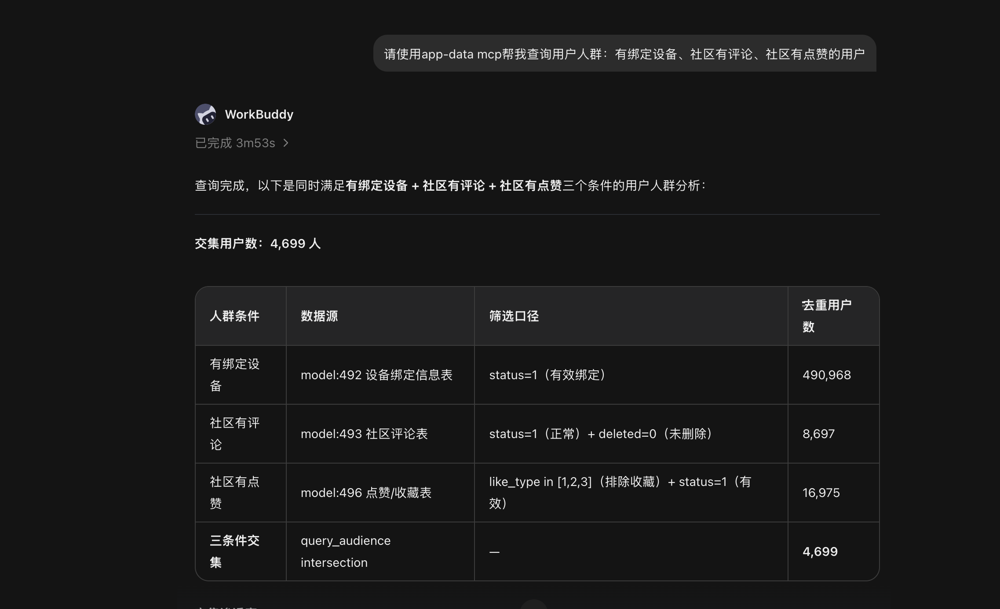 请使用app-data mcp帮我查询用户人群：有绑定设备、社区有评论、社区有点赞的用户
WorkBuddy
已完成 3m53s
查询完成，以下是同时满足有绑定设备 + 社区有评论 + 社区有点赞三个条件的用户人群分析：
交集用户数：4,699 人
人群条件
数据源
筛选口径
去重用户
数
有绑定设
备
model:492 设备绑定信息表
status=1（有效绑定）
490,968
社区有评
论
model:493 社区评论表
status=1（正常）+ deleted=0（未删除）
8,697
社区有点
赞
model:496 点赞/收藏表
like_type in [1,2,3]（排除收藏）+ status=1（有
效）
16,975
三条件交
集
query_audience
intersection
—
4,699